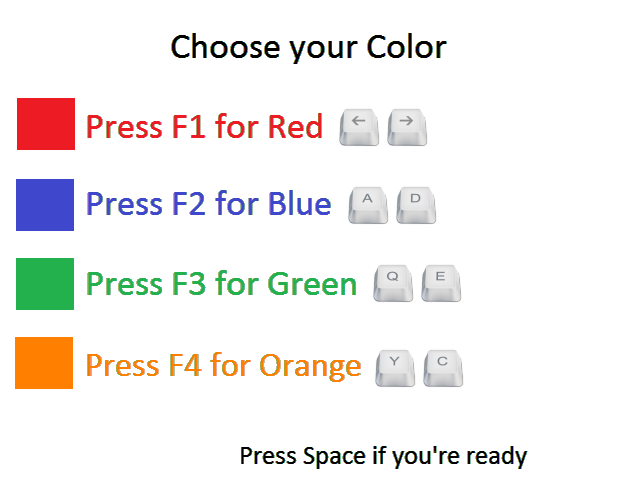 Choose your Color
Press F1 for Red ← →
Press F2 for Blue A D
Press F3 for Green Q E
Press F4 for Orange Y C
Press Space if you're ready